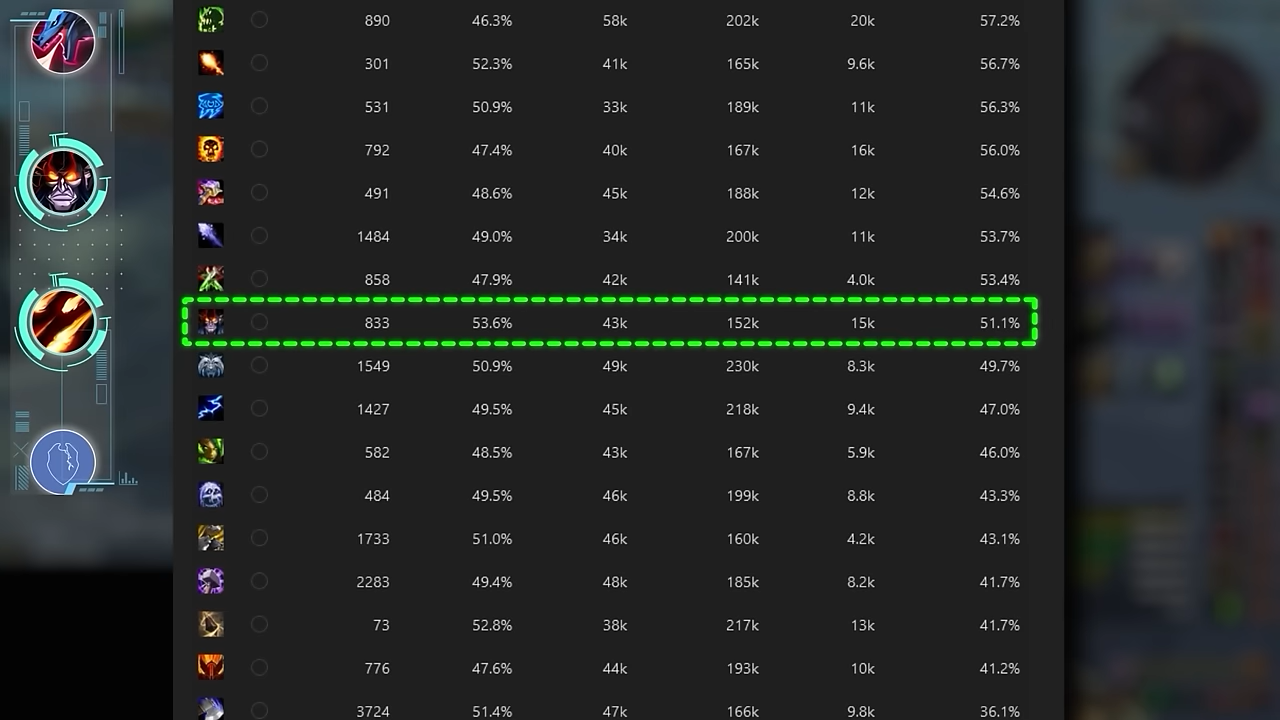 890 46.3% 58k 202k 20k 57.2%
301 52.3% 41k 165k 9.6k 56.7%
531 50.9% 33k 189k 11k 56.3%
792 47.4% 40k 167k 16k 56.0%
491 48.6% 45k 188k 12k 54.6%
1484 49.0% 34k 200k 11k 53.7%
858 47.9% 42k 141k 4.0k 53.4%
833 53.6% 43k 152k 15k 51.1%
1549 50.9% 49k 230k 8.3k 49.7%
1427 49.5% 45k 218k 9.4k 47.0%
582 48.5% 43k 167k 5.9k 46.0%
484 49.5% 46k 199k 8.8k 43.3%
1733 51.0% 46k 160k 4.2k 43.1%
2283 49.4% 48k 185k 8.2k 41.7%
73 52.8% 38k 217k 13k 41.7%
776 47.6% 44k 193k 10k 41.2%
3724 51.4% 47k 166k 9.8k 36.1%